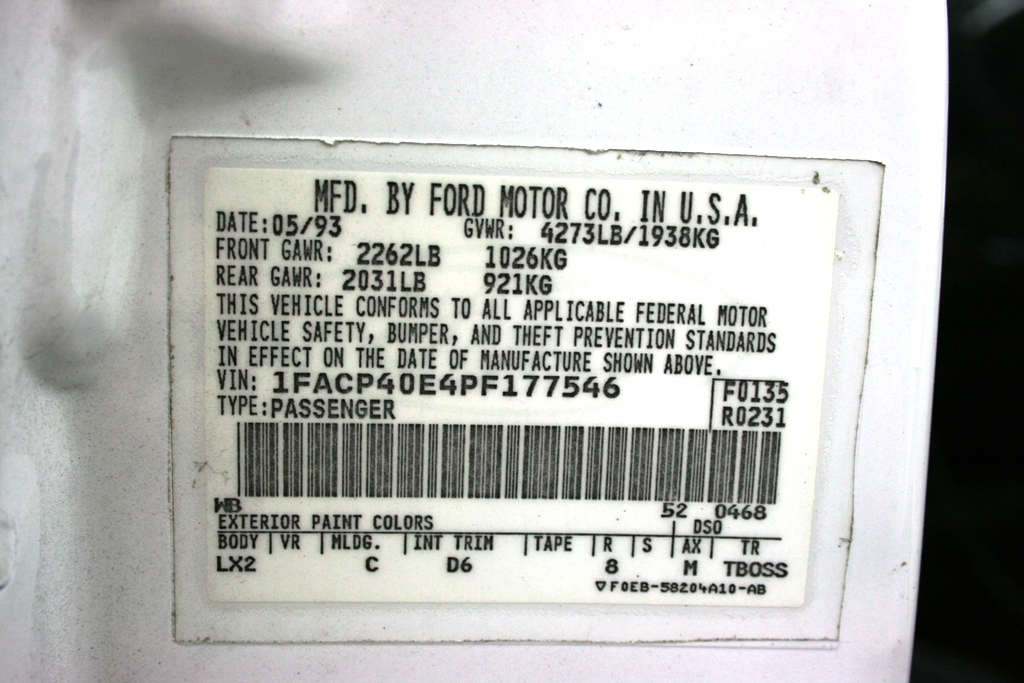 MFD. BY FORD MOTOR CO. IN U.S.A.
DATE:05/93 GVWR: 4273LB/1938KG
FRONT GAWR: 2262LB 1026KG
REAR GAWR: 2031LB 921KG
THIS VEHICLE CONFORMS TO ALL APPLICABLE FEDERAL MOTOR
VEHICLE SAFETY, BUMPER, AND THEFT PREVENTION STANDARDS
IN EFFECT ON THE DATE OF MANUFACTURE SHOWN ABOVE.
VIN: 1FACP40E4PF177546 F0135
TYPE:PASSENGER R0231
WB 52 0468
EXTERIOR PAINT COLORS DSO
BODY VR MLDG. INT TRIM TAPE R S AX TR
LX2 C D6 8 M TBOSS
▽F0EB-58204A10-AB